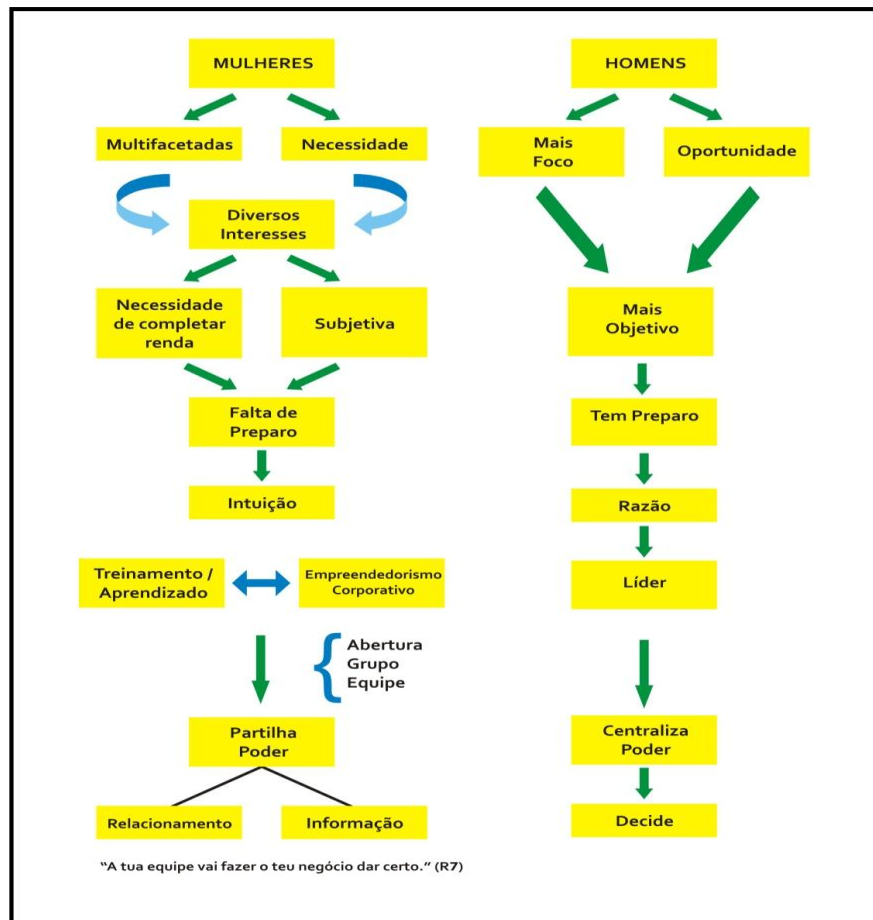 MULHERES
Multifacetadas
Necessidade
Diversos
Interesses
Necessidade
de completar
renda
Subjetiva
Falta de
Preparo
Intuição
Treinamento /
Aprendizado
Empreendedorismo
Corporativo
Abertura
Grupo
Equipe
Partilha
Poder
Relacionamento
Informação
"A tua equipe vai fazer o teu negócio dar certo." (R7)
HOMENS
Mais
Foco
Oportunidade
Mais
Objetivo
Tem Preparo
Razão
Líder
Centraliza
Poder
Decide